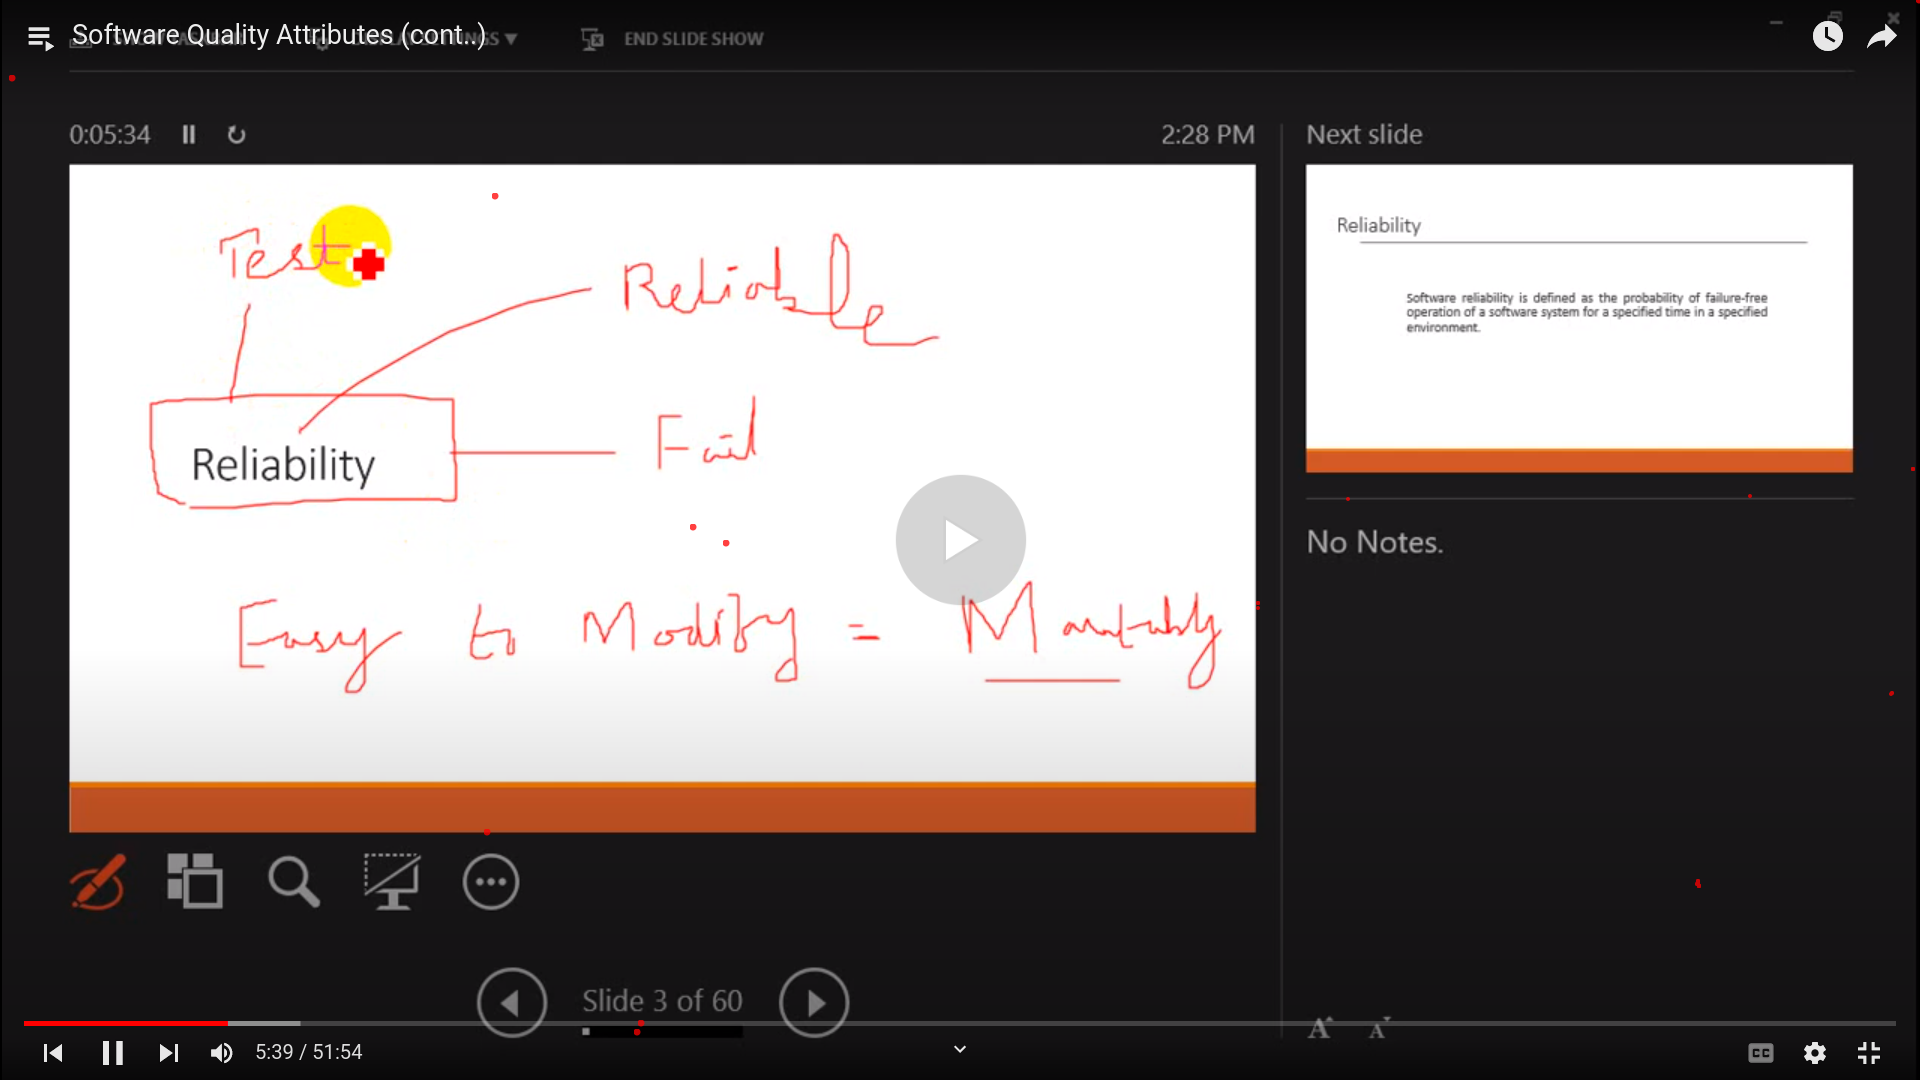 Software Quality Attributes (cont..)
END SLIDE SHOW
0:05:34
2:28 PM
Next slide
Test
Reliable
Reliability
Fail
Easy to Modify =
Reliability
Software reliability is defined as the probability of failure-free
operation of a software system for a specified time in a specified
environment.
No Notes.
Slide 3 of 60
A A
5:39 / 51:54
CC